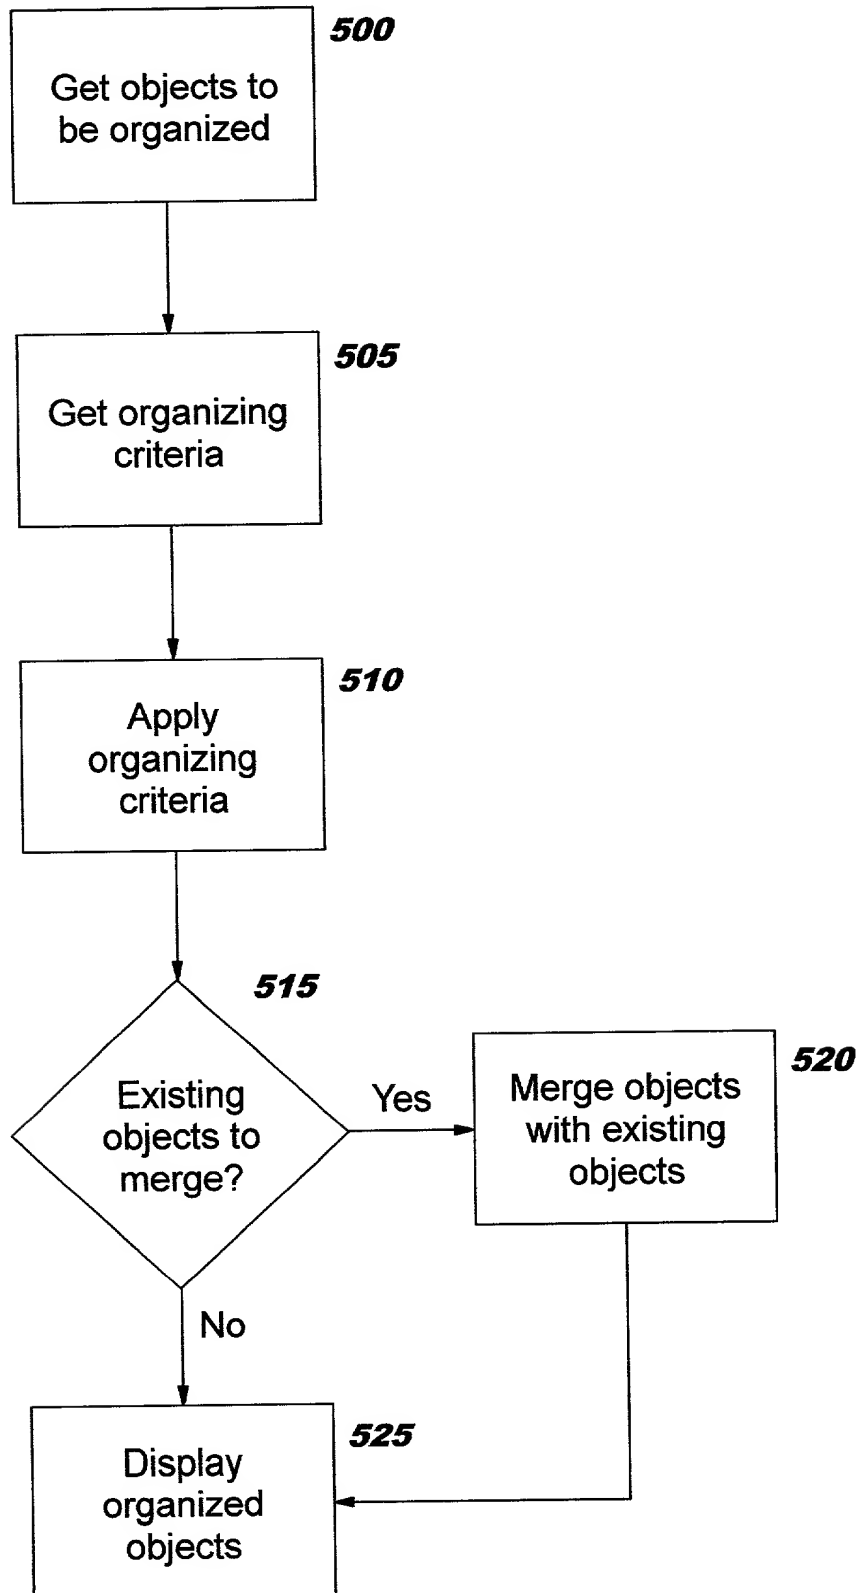 500
Get objects to
be organized
505
Get organizing
criteria
510
Apply
organizing
criteria
515
Existing
objects to
merge?
Yes
520
Merge objects
with existing
objects
No
525
Display
organized
objects